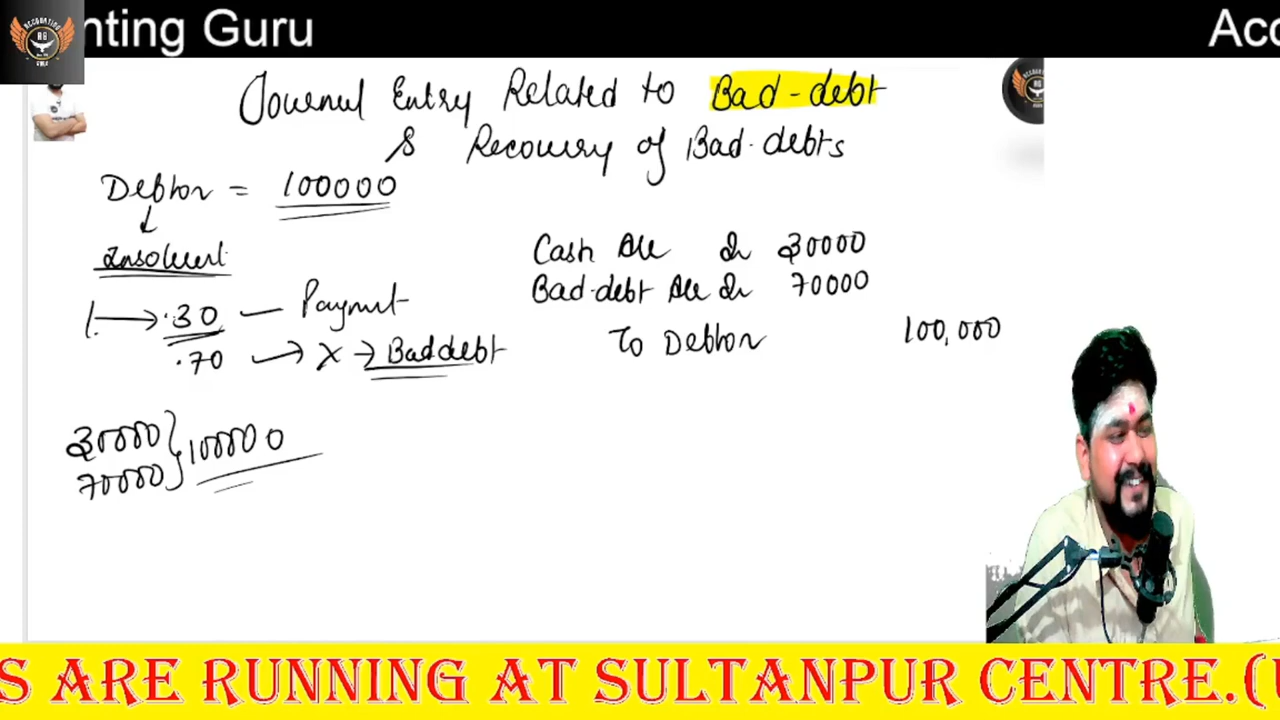 nting Guru
Acc
Journal Entry Related to Bad-debt
& Recovery of Bad-debts
Debtor = 100000
↓
Insolvent
→ .30 — Payment
.70 → X → Bad debt
30000 } 100000
70000
Cash A/c Dr 30000
Bad-debt A/c Dr 70000
To Debtor 100,000
S ARE RUNNING AT SULTANPUR CENTRE.(U